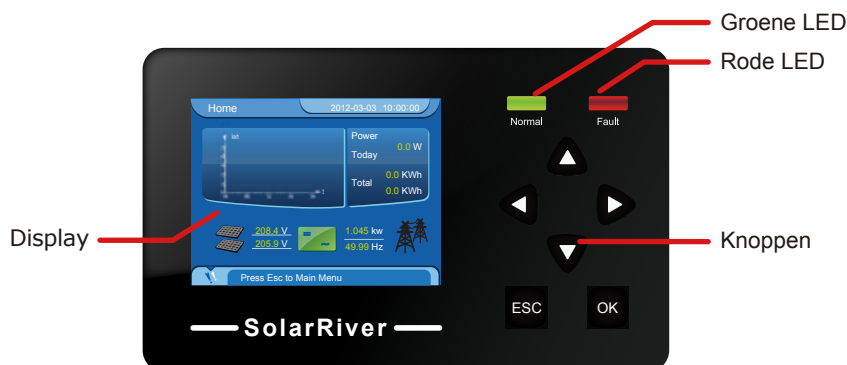 Groene LED
Rode LED
Home 2012-03-03 10:00:00
Normal Fault
Power
0.0 W
Today
0.0 KWh
Total
0.0 KWh
Display
208.4 V 1.045 kw
205.9 V 49.99 Hz
Knoppen
Press Esc to Main Menu
ESC OK
SolarRiver